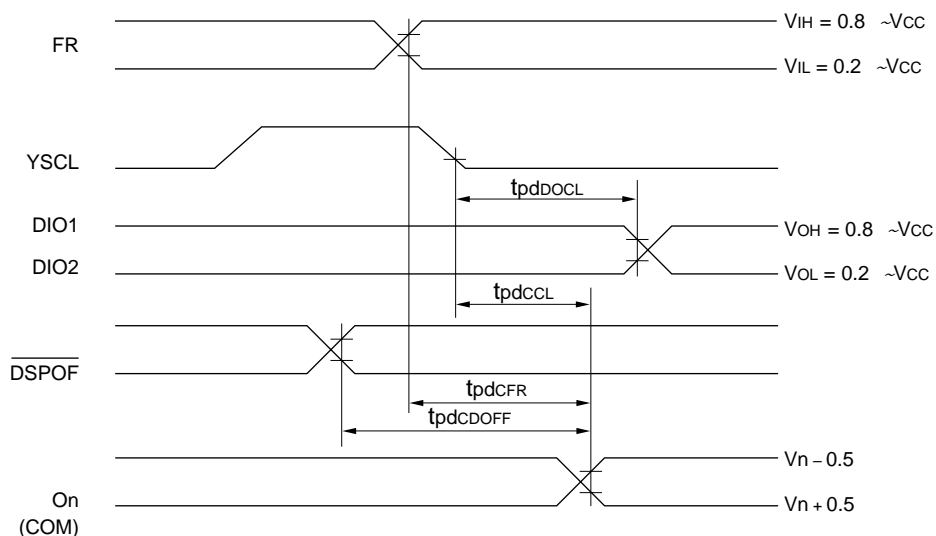 FR
VIH = 0.8 ~VCC
VIL = 0.2 ~VCC
YSCL
tpdDOCL
DIO1
VOH = 0.8 ~VCC
DIO2
VOL = 0.2 ~VCC
tpdCCL
DSPOF
tpdCFR
tpdCDOFF
Vn – 0.5
On
Vn + 0.5
(COM)